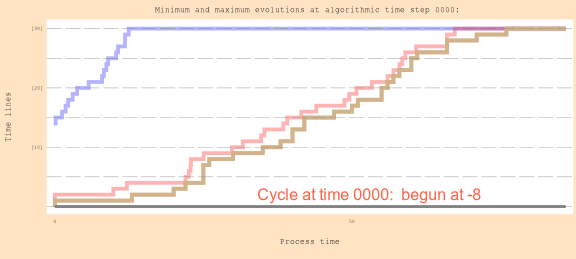 Minimum and maximum evolutions at algorithmic time step 0000:
[30]
[20]
[10]
Time lines
Cycle at time 0000: begun at -8
0
50
Process time